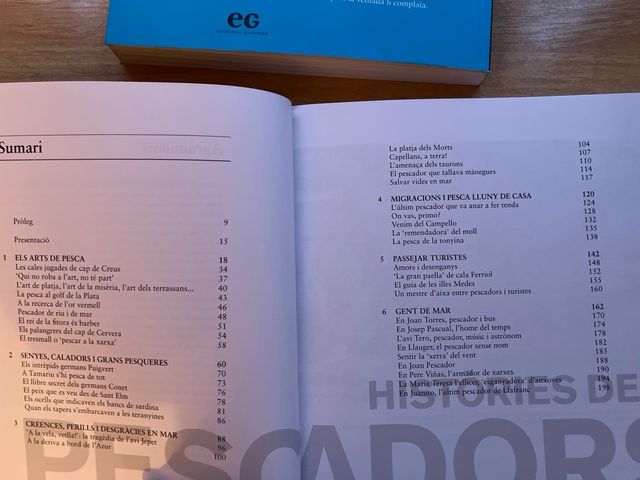 la vetllada li complaïa.
eG
Sumari
Pròleg 9
Presentació 15
1 ELS ARTS DE PESCA 18
Les cales jugades de cap de Creus 34
'Qui no roba a l'art, no té part' 37
L'art de platja, l'art de la misèria, l'art dels terrassans... 40
La pesca al golf de la Plata 43
A la recerca de l'or vermell 46
Pescador de riu i de mar 48
El rei de la fitora és barber 51
Els palangrers del cap de Cervera 54
El tresmall o 'pescar a la xarxa' 58
2 SENYES, CALADORS I GRANS PESQUERES 60
Els intrèpids germans Puigvert 70
A Tamariu s'hi pesca de tot 73
El llibre secret dels germans Conet 76
El peix que es veu des de Sant Elm 78
Els ocells que indicaven els bancs de sardina 81
Quan els tapers s'embarcaven a les teranyines 86
3 CREENCES, PERILLS I DESGRÀCIES EN MAR 88
'A la vela, vetlla!': la tragèdia de l'avi Jepet 96
A la deriva a bord de l'Azur 100
La platja dels Morts 104
Capellans, a terra! 107
L'amenaça dels taurons 110
El pescador que tallava mànegues 114
Salvar vides en mar 117
4 MIGRACIONS I PESCA LLUNY DE CASA 120
L'últim pescador que va anar a fer tenda 124
On vas, primo? 128
Venim del Campello 132
La 'remendadora' del moll 135
La pesca de la tonyina 138
5 PASSEJAR TURISTES 142
Amors i desenganys 148
'La gran paella' de cala Ferriol 152
El guia de les illes Medes 155
Un mestre d'aixa entre pescadors i turistes 160
6 GENT DE MAR 162
En Joan Torres, pescador i bus 170
En Josep Pascual, l'home del temps 174
L'avi Tero, pescador, músic i astrònom 178
En Llauger, el pescador sense nom 182
Sentir la 'xerra' del vent 185
En Joan Pescador 188
En Pere Viñas, l'armador de xarxes 190
La Maria Teresa Pellicer, 'esganyadora' d'anxoves 194
En Juanito, l'últim pescador de Llafranc 198
HISTÒRIES DE
PESCADORS